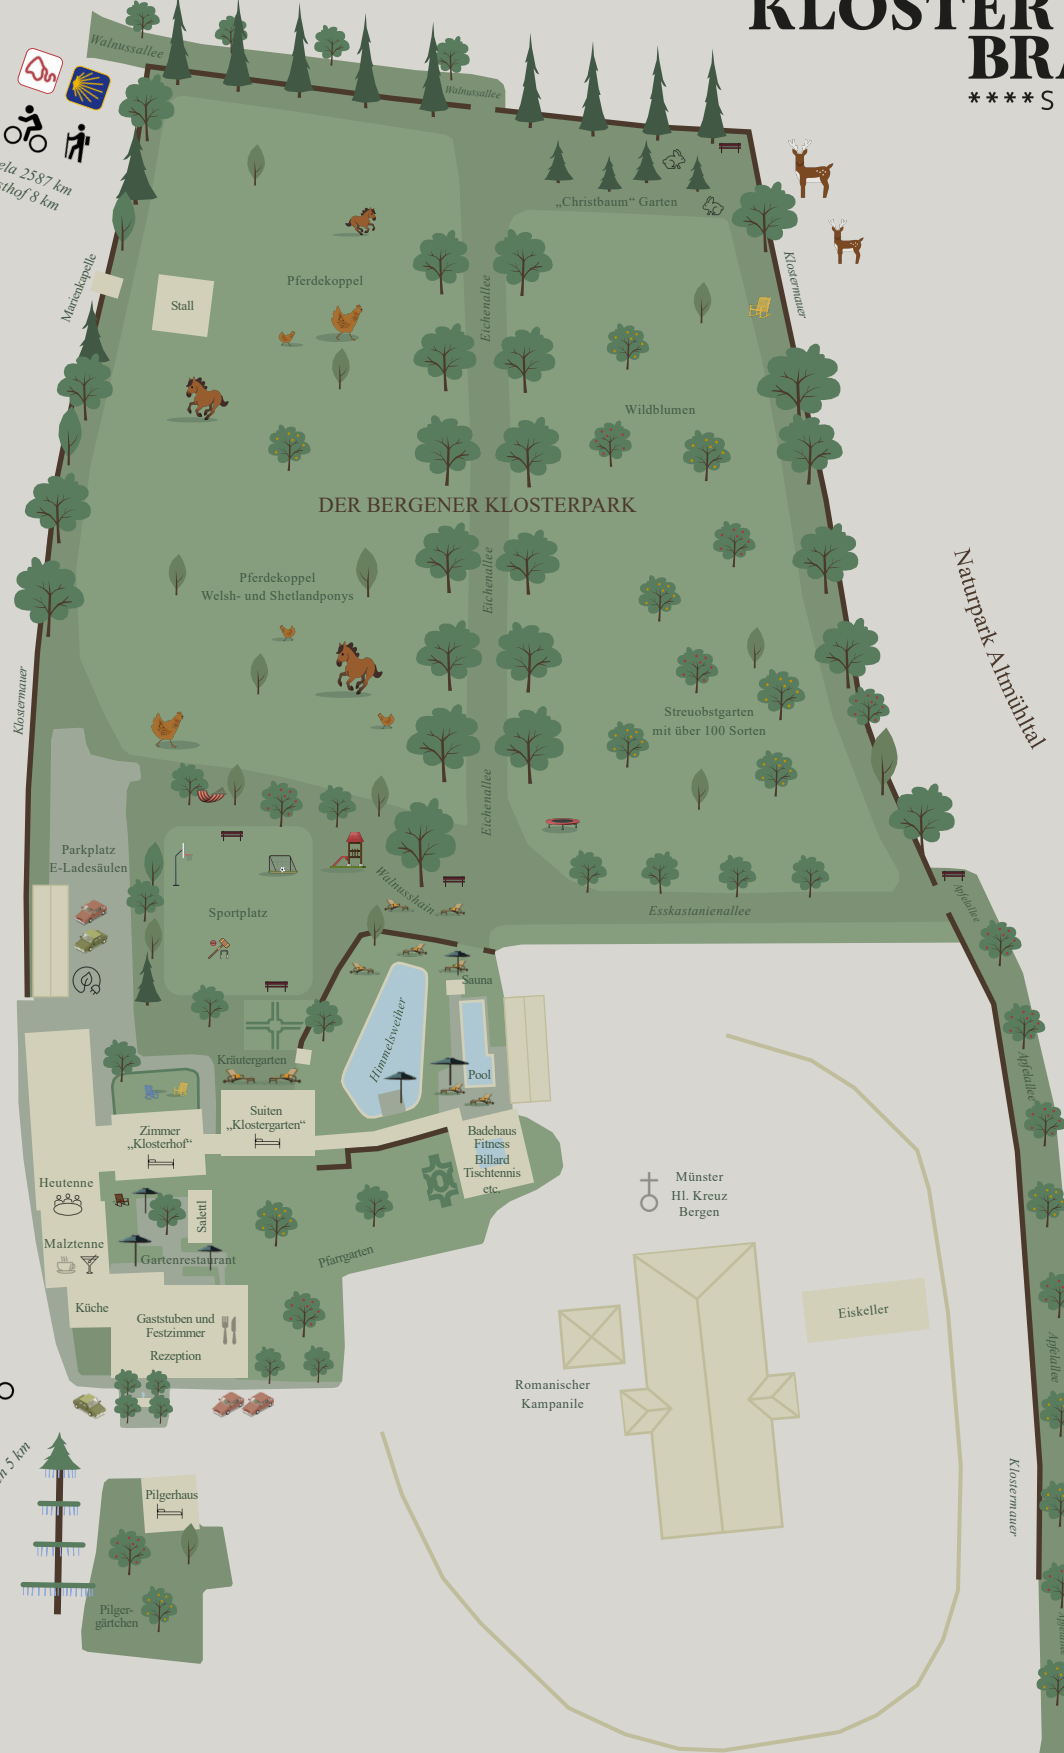 KLOSTER
BRA
****S
Walnussallee
Walnussallee
ela 2587 km
sthof 8 km
„Christbaum“ Garten
Marienkapelle
Klostermauer
Stall
Pferdekoppel
Eichenallee
Wildblumen
DER BERGENER KLOSTERPARK
Eichenallee
Pferdekoppel
Welsh- und Shetlandponys
Naturpark Altmühltal
Klostermauer
Streuobstgarten
mit über 100 Sorten
Eichenallee
Parkplatz
E-Ladesäulen
Walnusshain
Sportplatz
Esskastanienallee
Apfelallee
Sauna
Himmelsweiher
Kräutergarten
Pool
Apfelallee
Suiten
„Klostergarten“
Zimmer
„Klosterhof“
Badehaus
Fitness
Billard
Tischtennis
etc.
Heutenne
Münster
Hl. Kreuz
Bergen
Salettl
Malztenne
Gartenrestaurant
Pfarrgarten
Küche
Gaststuben und
Festzimmer
Rezeption
Eiskeller
Apfelallee
Romanischer
Kampanile
n 5 km
Klostermauer
Pilgerhaus
Pilger-
gärtchen
Apfelallee